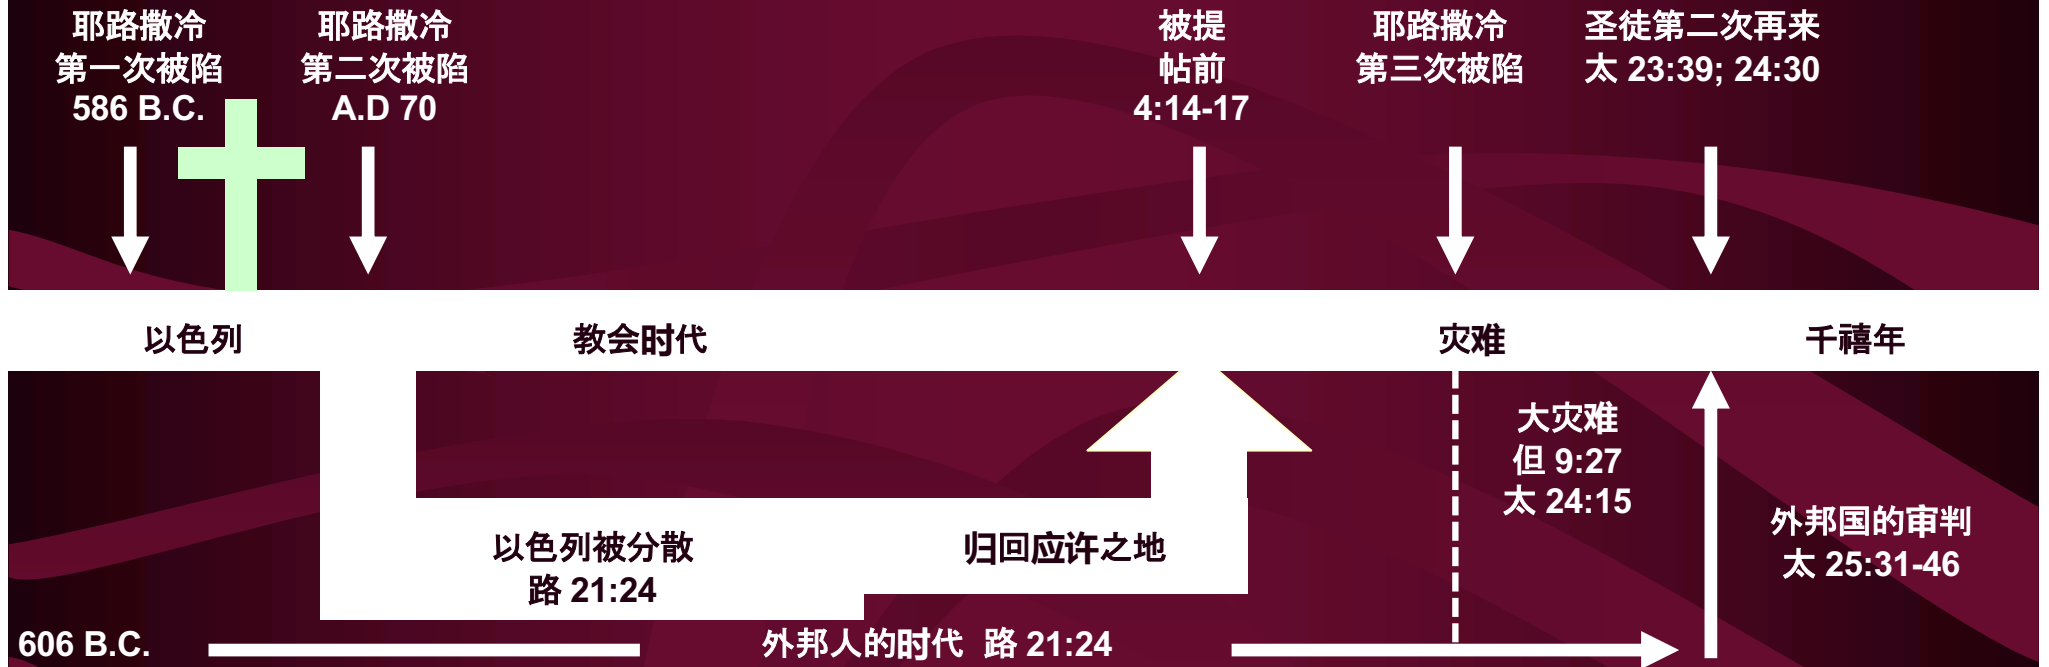 耶路撒冷
第一次被陷
586 B.C.
耶路撒冷
第二次被陷
A.D 70
被提
帖前
4:14-17
耶路撒冷
第三次被陷
圣徒第二次再来
太 23:39; 24:30
以色列
教会时代
灾难
千禧年
大灾难
但 9:27
太 24:15
以色列被分散
路 21:24
归回应许之地
外邦国的审判
太 25:31-46
606 B.C.
外邦人的时代 路 21:24